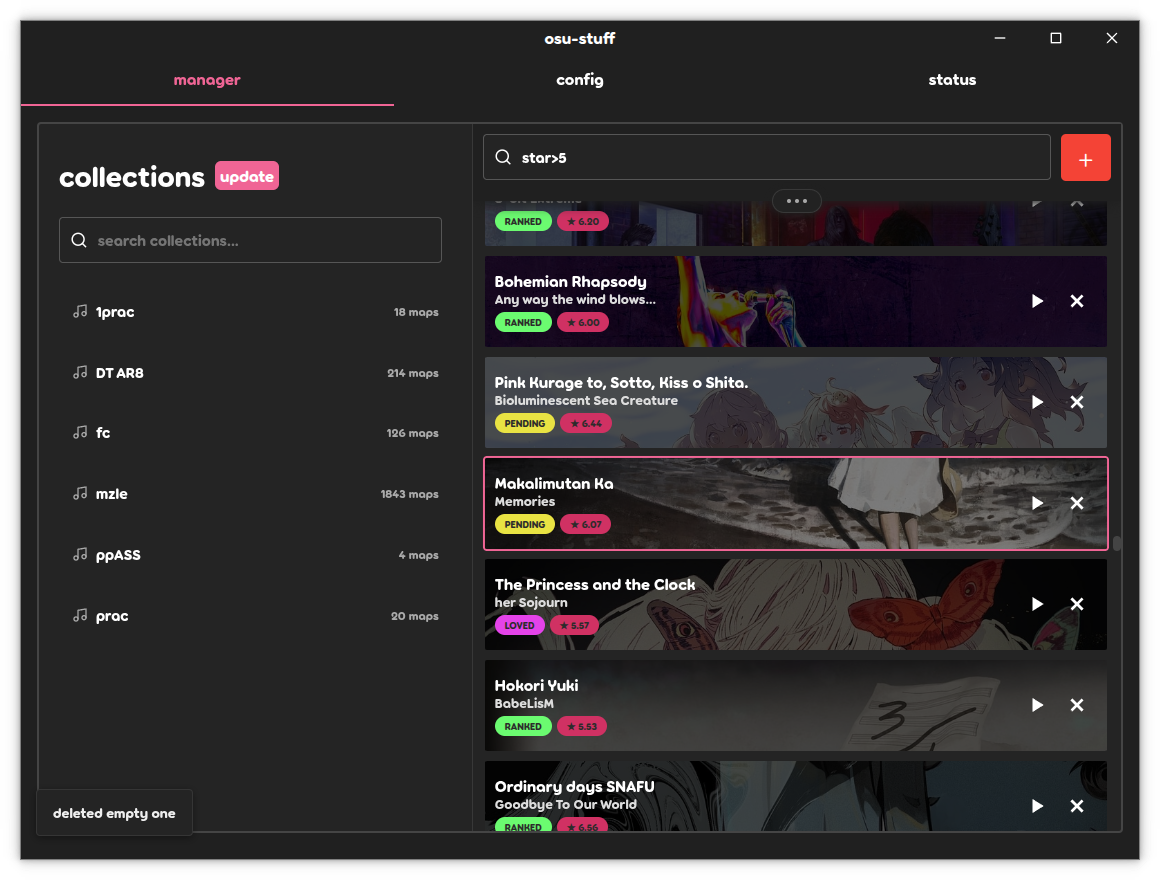 osu-stuff
manager
config
status
collections
update
search collections...
1prac
18 maps
DT AR8
214 maps
fc
126 maps
mzle
1843 maps
ppASS
4 maps
prac
20 maps
star>5
RANKED
★ 6.20
Bohemian Rhapsody
Any way the wind blows...
RANKED
★ 6.00
Pink Kurage to, Sotto, Kiss o Shita.
Bioluminescent Sea Creature
PENDING
★ 6.44
Makalimutan Ka
Memories
PENDING
★ 6.07
The Princess and the Clock
her Sojourn
LOVED
★ 5.57
Hokori Yuki
BabeLisM
RANKED
★ 5.53
Ordinary days SNAFU
Goodbye To Our World
RANKED
★ 6.56
deleted empty one